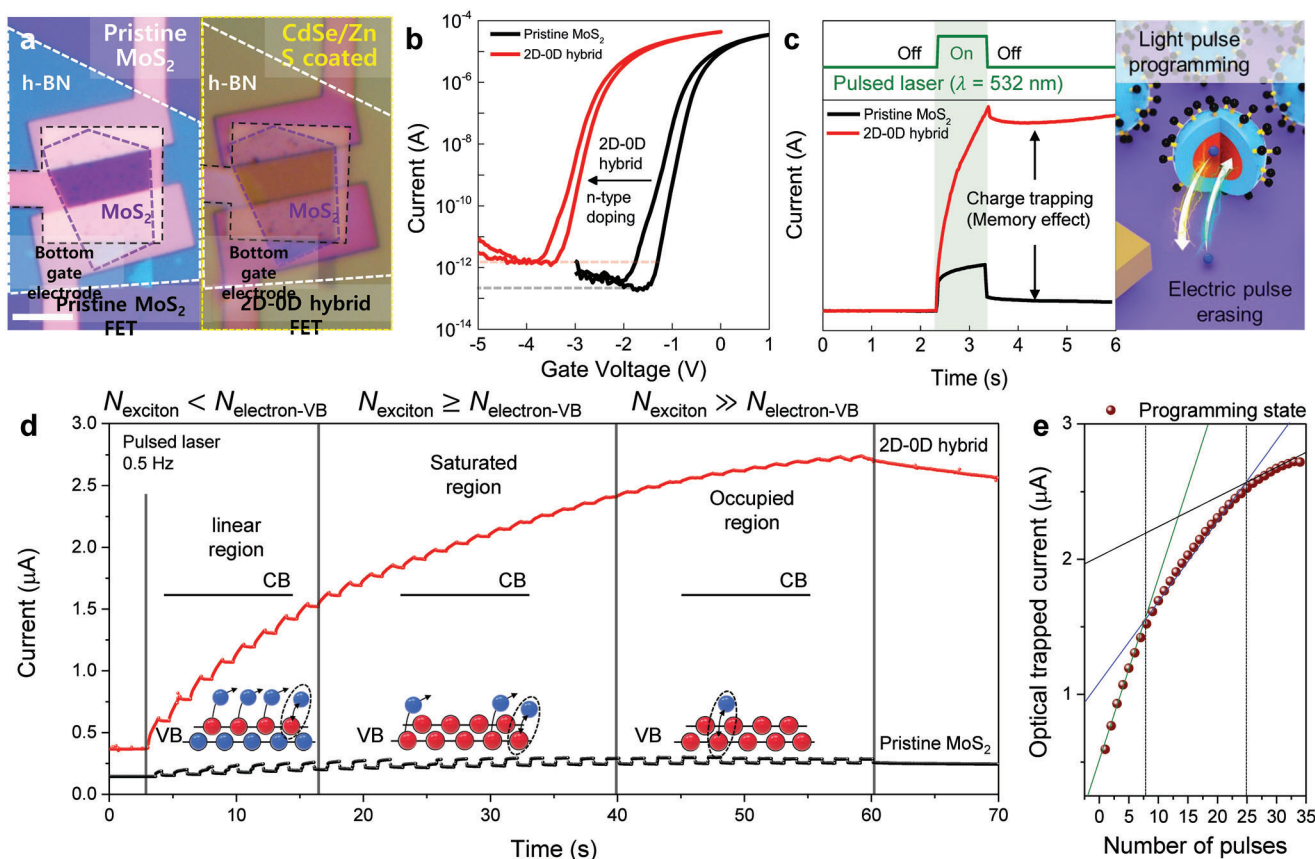 a
Pristine
MoS2
h-BN
MoS2
Bottom
gate
electrode
Pristine MoS2
FET
CdSe/Zn
S coated
h-BN
MoS2
Bottom
gate
electrode
2D-0D hybrid
FET
b
Pristine MoS2
2D-0D hybrid
2D-0D
hybrid
n-type
doping
Current (A)
10-4
10-6
10-8
10-10
10-12
10-14
-5 -4 -3 -2 -1 0 1
Gate Voltage (V)
c
Off On Off
Pulsed laser (λ = 532 nm)
Pristine MoS2
2D-0D hybrid
Charge trapping
(Memory effect)
Current (A)
0 1 2 3 4 5 6
Time (s)
Light pulse
programming
Electric pulse
erasing
Nexciton < Nelectron-VB Nexciton ≥ Nelectron-VB Nexciton ≫ Nelectron-VB
d
Pulsed laser
0.5 Hz
2D-0D hybrid
linear
region
Saturated
region
Occupied
region
CB CB CB
VB VB VB
Pristine MoS2
Current (μA)
3.0
2.5
2.0
1.5
1.0
0.5
0.0
0 10 20 30 40 50 60 70
Time (s)
e
Programming state
Optical trapped current (μA)
3
2
1
0 5 10 15 20 25 30 35
Number of pulses